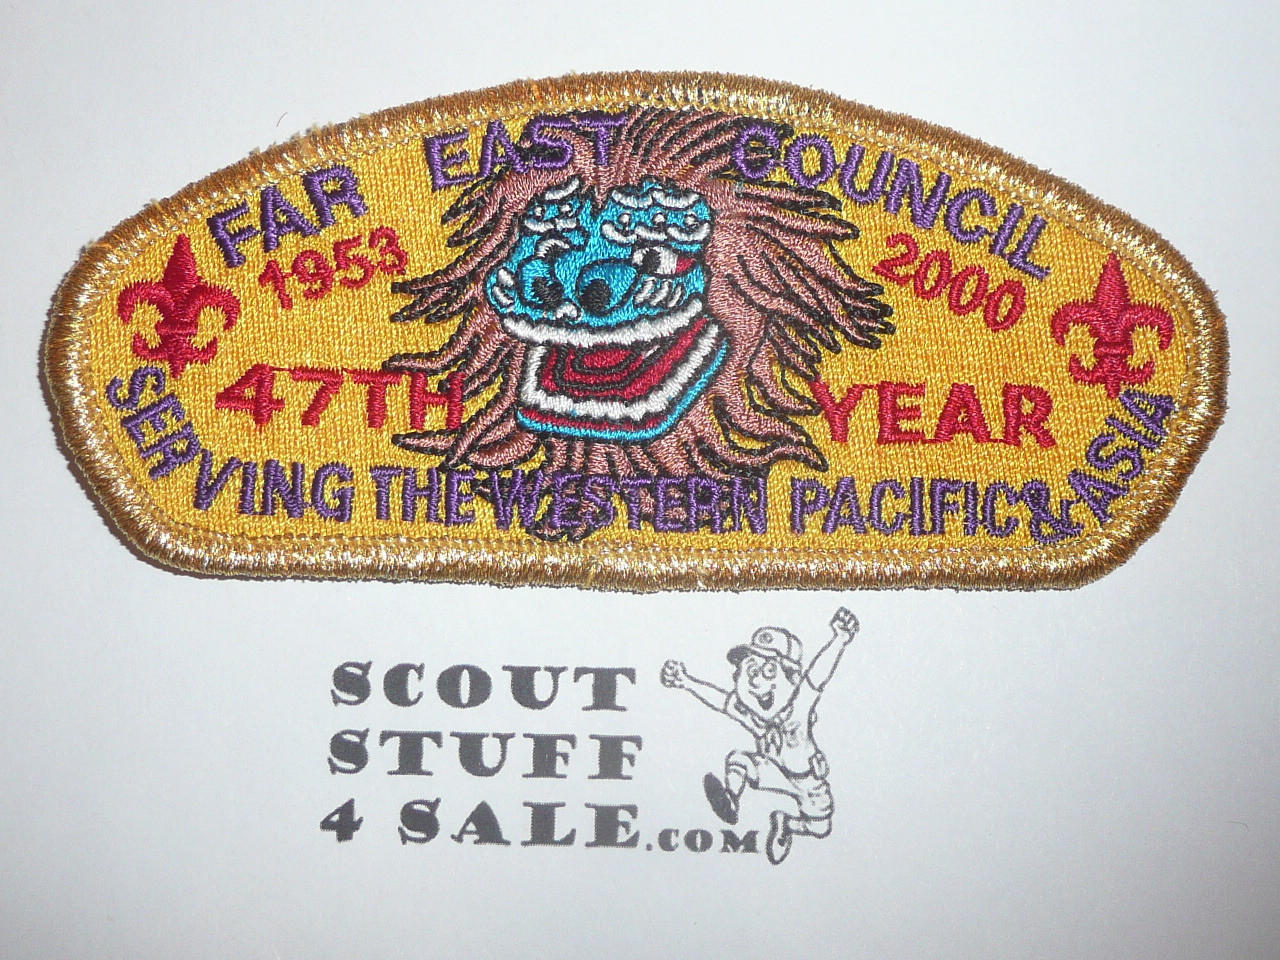 FAR EAST COUNCIL
1953 2000
47TH YEAR
SERVING THE WESTERN PACIFIC & ASIA
SCOUT
STUFF
4 SALE.COM